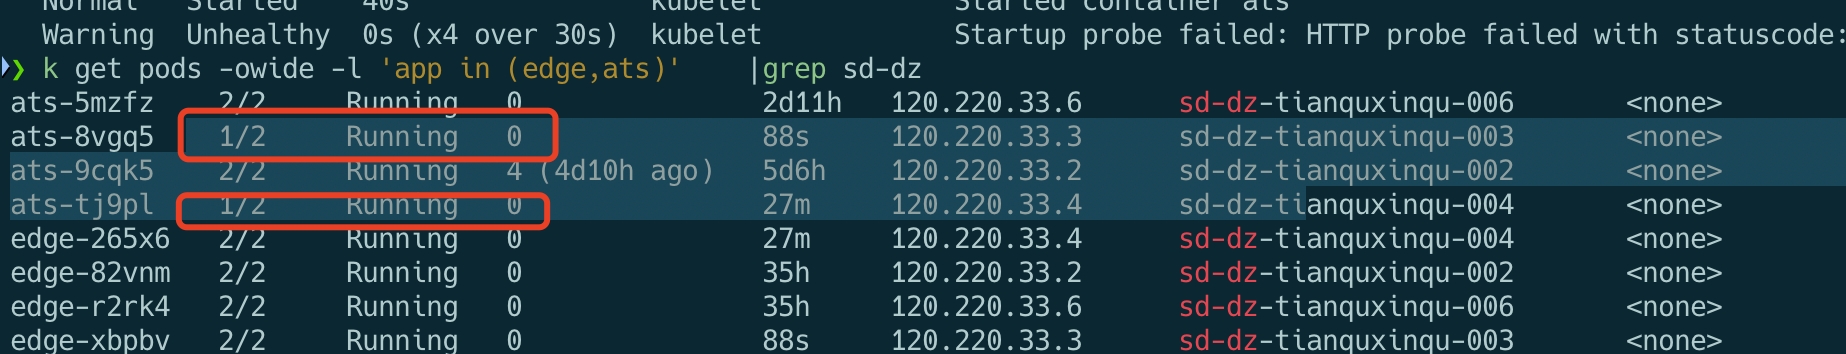 Normal Started 40s kubelet Started container ats
Warning Unhealthy 0s (x4 over 30s) kubelet Startup probe failed: HTTP probe failed with statuscode:
❯ k get pods -owide -l 'app in (edge,ats)' |grep sd-dz
ats-5mzfz 2/2 Running 0 2d11h 120.220.33.6 sd-dz-tianquxinqu-006 <none>
ats-8vgq5 1/2 Running 0 88s 120.220.33.3 sd-dz-tianquxinqu-003 <none>
ats-9cqk5 2/2 Running 4 (4d10h ago) 5d6h 120.220.33.2 sd-dz-tianquxinqu-002 <none>
ats-tj9pl 1/2 Running 0 27m 120.220.33.4 sd-dz-tianquxinqu-004 <none>
edge-265x6 2/2 Running 0 27m 120.220.33.4 sd-dz-tianquxinqu-004 <none>
edge-82vnm 2/2 Running 0 35h 120.220.33.2 sd-dz-tianquxinqu-002 <none>
edge-r2rk4 2/2 Running 0 35h 120.220.33.6 sd-dz-tianquxinqu-006 <none>
edge-xbpbv 2/2 Running 0 88s 120.220.33.3 sd-dz-tianquxinqu-003 <none>